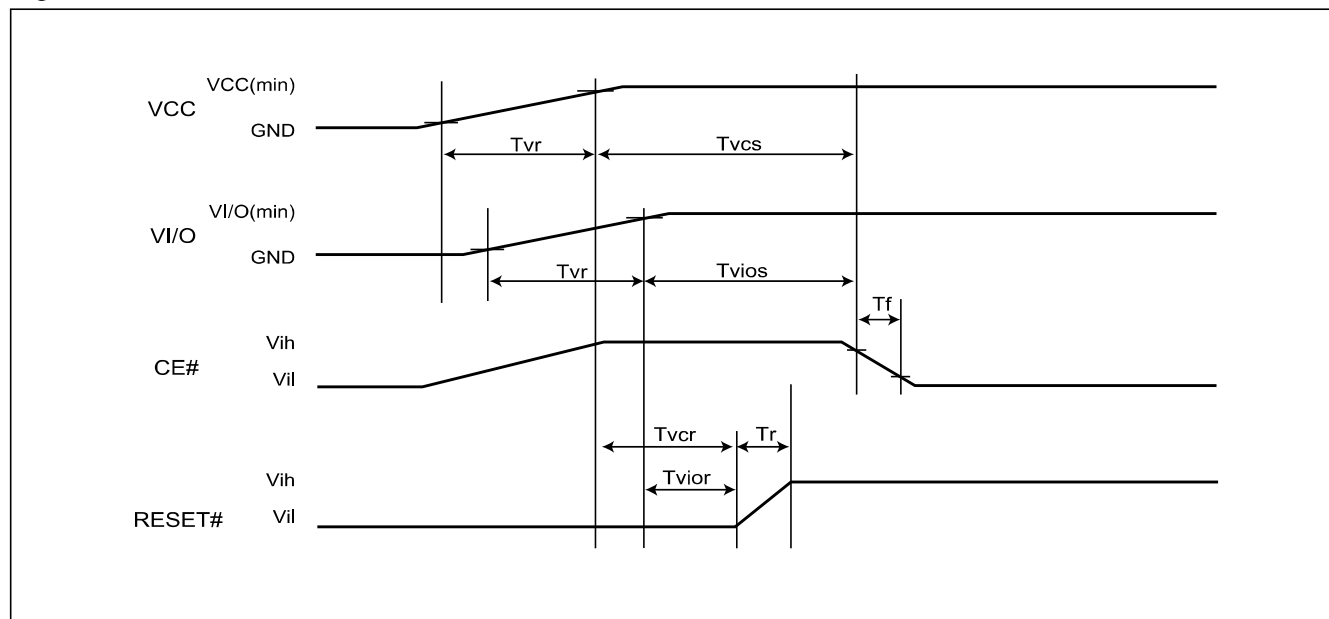 VCC(min)
VCC
GND
Tvr
Tvcs
VI/O(min)
VI/O
GND
Tvr
Tvios
Tf
Vih
CE#
Vil
Tvcr
Tr
Vih
Tvior
RESET#
Vil